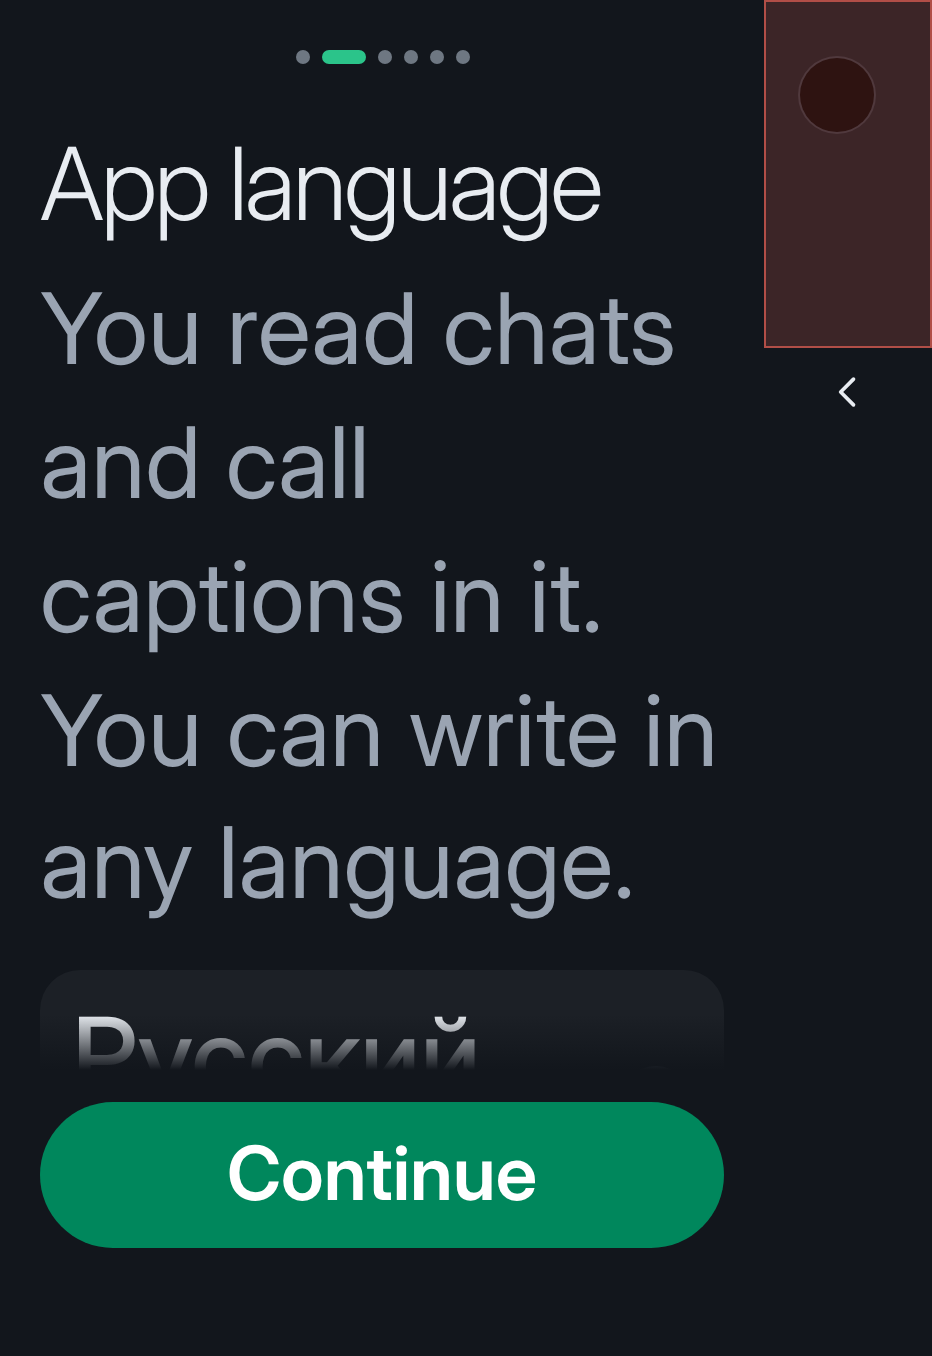 App language
You read chats
and call
captions in it.
You can write in
any language.
Русский
Continue